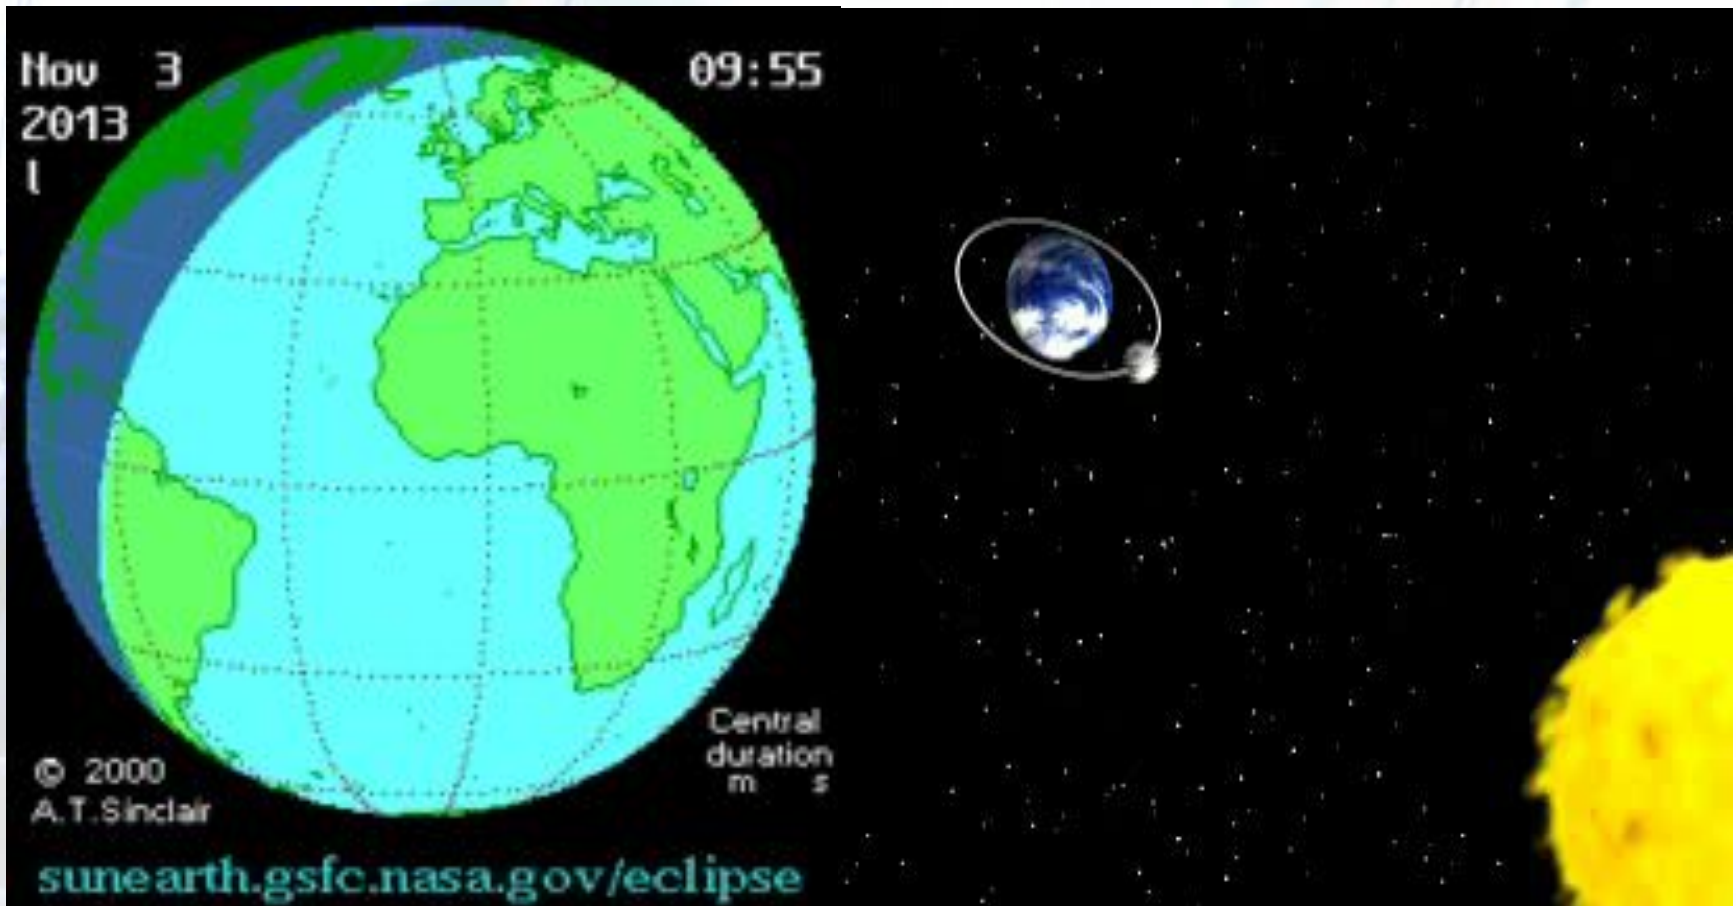 Nov 3
09:55
2013
l
Central
duration
m s
© 2000
A.T.Sinclair
sunearth.gsfc.nasa.gov/eclipse